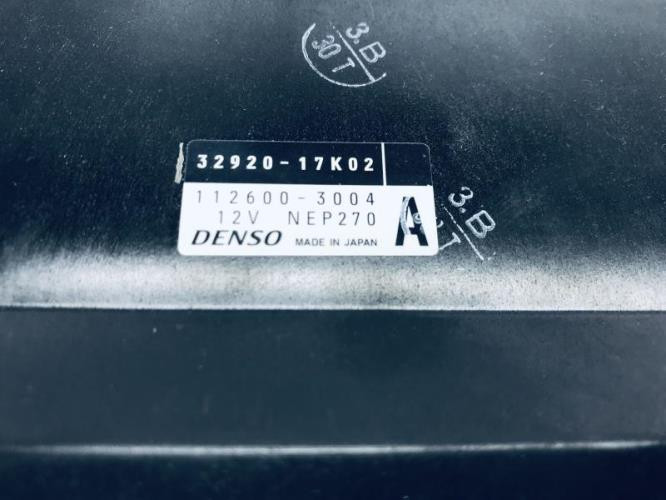 3.B
30T
32920-17K02
112600-3004
12V NEP270
A
DENSO MADE IN JAPAN
3.B
T